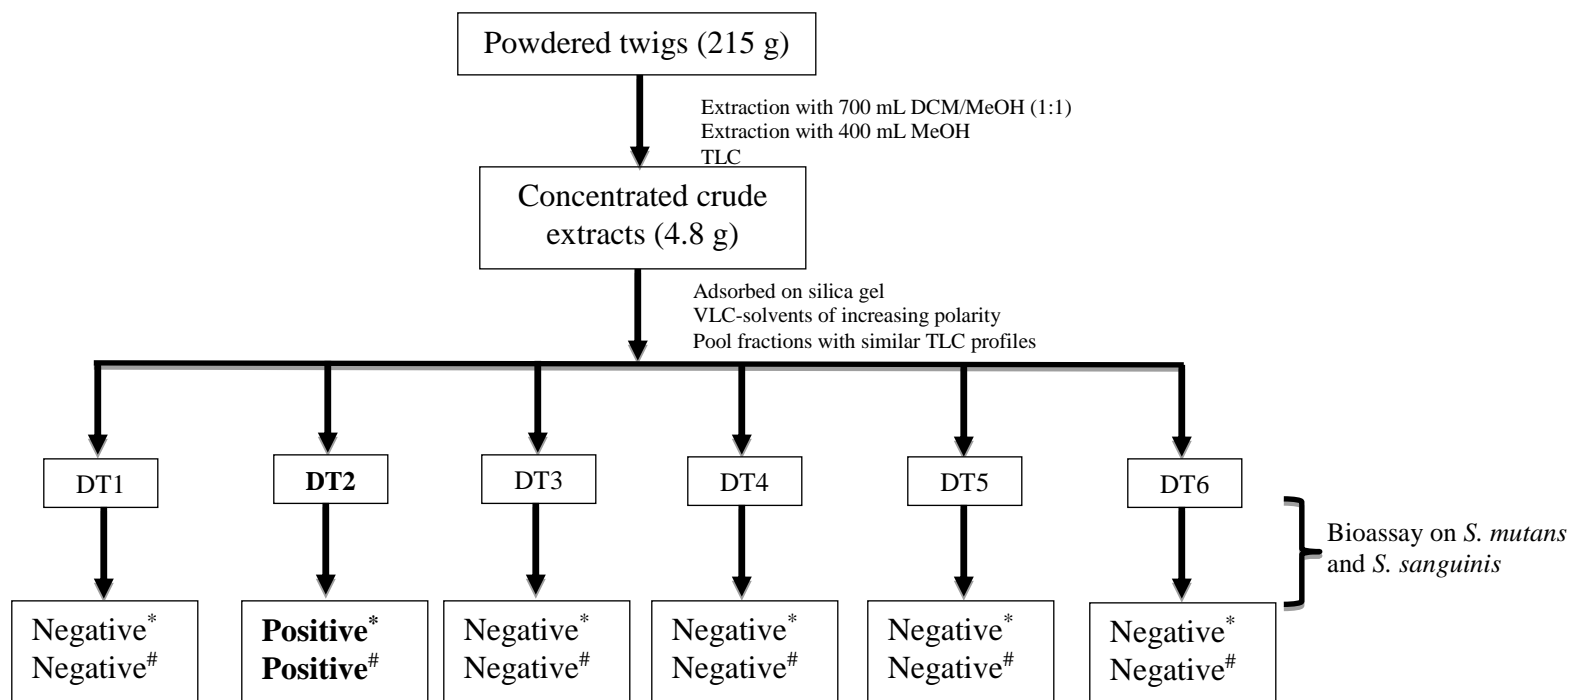 Powdered twigs (215 g)
Extraction with 700 mL DCM/MeOH (1:1)
Extraction with 400 mL MeOH
TLC
Concentrated crude
extracts (4.8 g)
Adsorbed on silica gel
VLC-solvents of increasing polarity
Pool fractions with similar TLC profiles
DT1
DT2
DT3
DT4
DT5
DT6
Bioassay on S. mutans
and S. sanguinis
Negative*
Negative#
Positive*
Positive#
Negative*
Negative#
Negative*
Negative#
Negative*
Negative#
Negative*
Negative#